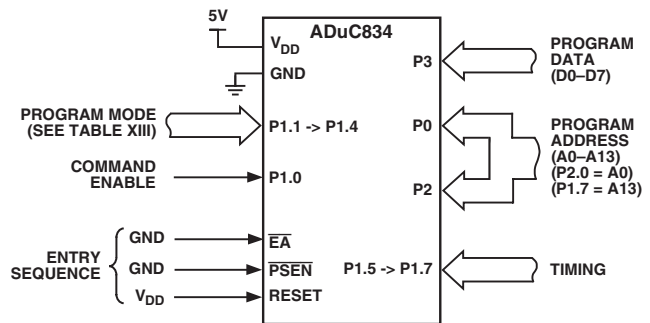 5V
ADuC834
VDD
GND
PROGRAM MODE
(SEE TABLE XIII)
P1.1 -> P1.4
COMMAND
ENABLE
P1.0
ENTRY
SEQUENCE
GND
EA
GND
PSEN
VDD
RESET
P3
PROGRAM
DATA
(D0–D7)
P0
P2
PROGRAM
ADDRESS
(A0–A13)
(P2.0 = A0)
(P1.7 = A13)
P1.5 -> P1.7
TIMING